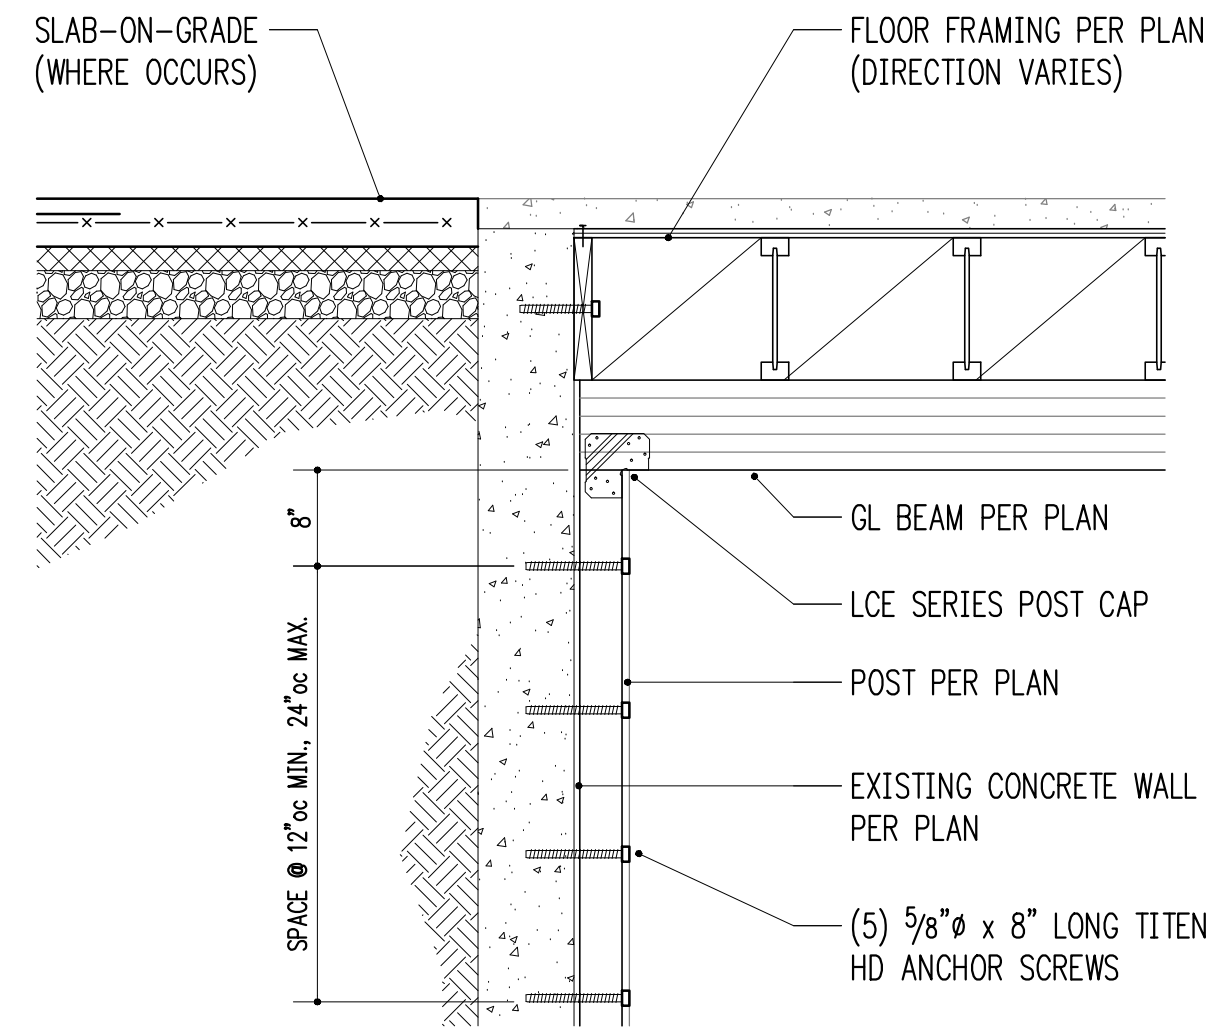 SLAB-ON-GRADE
(WHERE OCCURS)
FLOOR FRAMING PER PLAN
(DIRECTION VARIES)
8"
GL BEAM PER PLAN
LCE SERIES POST CAP
SPACE @ 12"oc MIN., 24"oc MAX.
POST PER PLAN
EXISTING CONCRETE WALL
PER PLAN
(5) 5/8"ø x 8" LONG TITEN
HD ANCHOR SCREWS